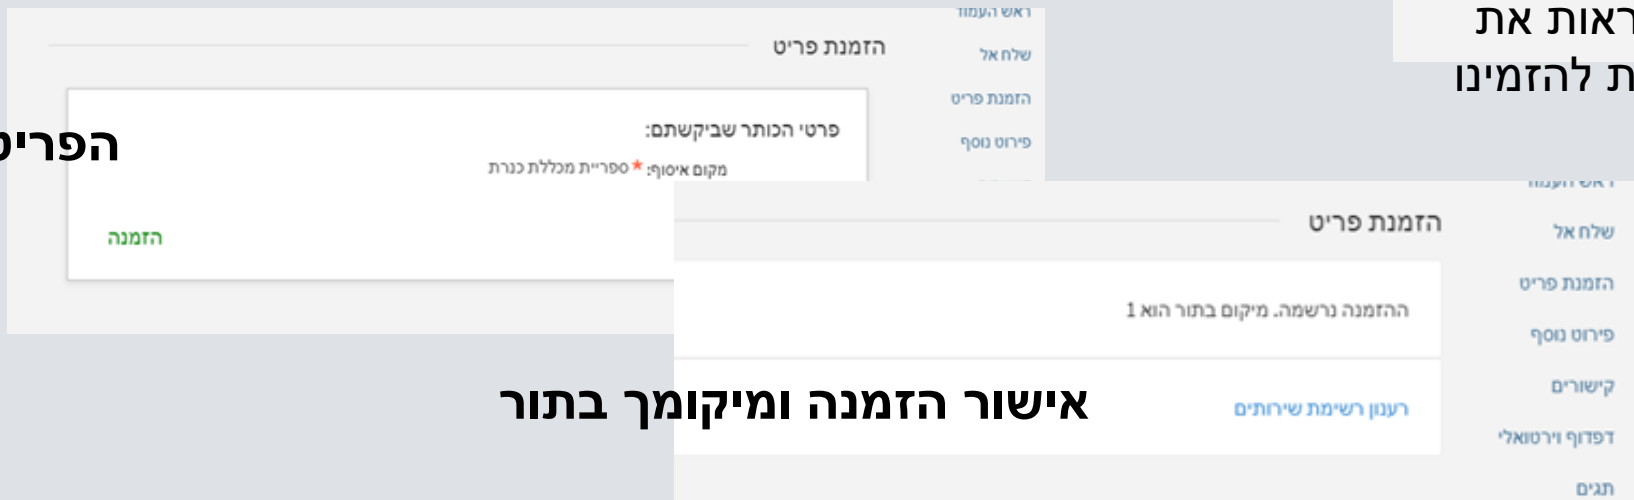 ראות את
ת להזמינו
ראש העמוד
הזמנת פריט
שלח אל
הזמנת פריט
פרטי הכותר שביקשתם:
פירוט נוסף
מקום איסוף: * ספריית מכללת כנרת
הזמנה
ראש העמוד
הזמנת פריט
שלח אל
הזמנת פריט
ההזמנה נרשמה. מיקום בתור הוא 1
פירוט נוסף
קישורים
אישור הזמנה ומיקומך בתור
רענון רשימת שירותים
דפדוף וירטואלי
תגים